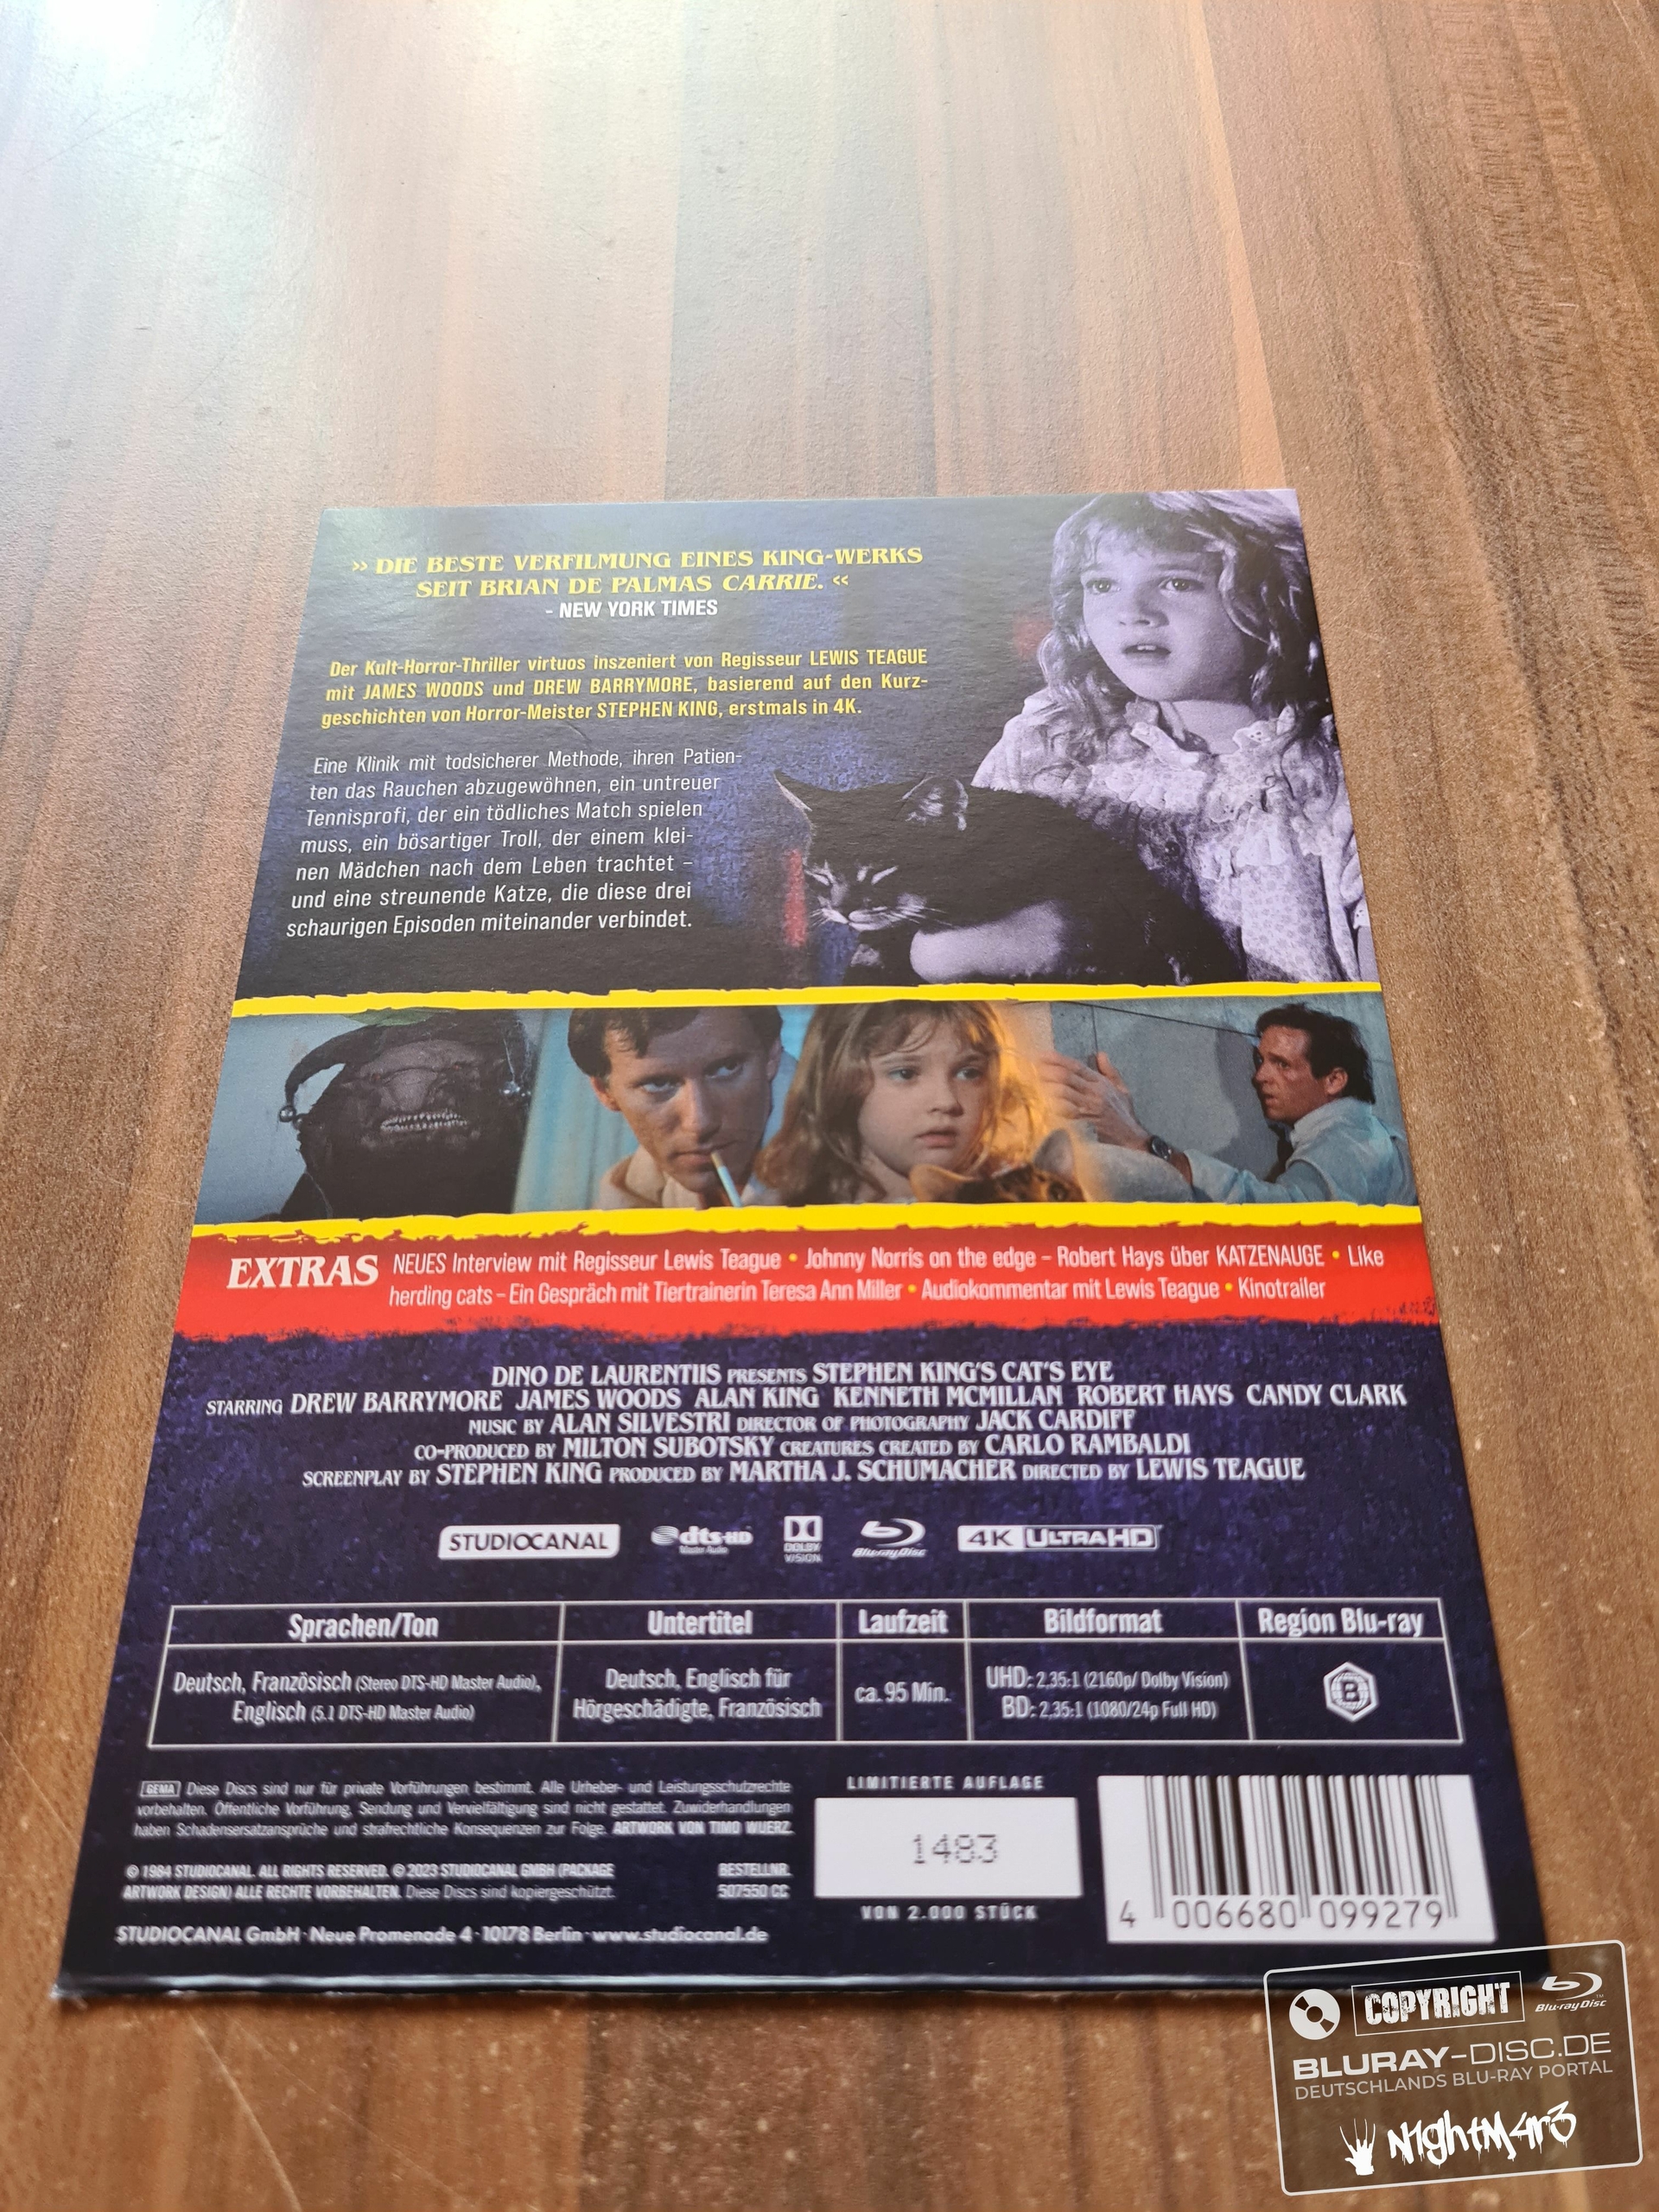 » DIE BESTE VERFILMUNG EINES KING-WERKS
SEIT BRIAN DE PALMAS CARRIE. «
- NEW YORK TIMES
Der Kult-Horror-Thriller virtuos inszeniert von Regisseur LEWIS TEAGUE
mit JAMES WOODS und DREW BARRYMORE, basierend auf den Kurz-
geschichten von Horror-Meister STEPHEN KING, erstmals in 4K.
Eine Klinik mit todsicherer Methode, ihren Patien-
ten das Rauchen abzugewöhnen, ein untreuer
Tennisprofi, der ein tödliches Match spielen
muss, ein bösartiger Troll, der einem klei-
nen Mädchen nach dem Leben trachtet –
und eine streunende Katze, die diese drei
schaurigen Episoden miteinander verbindet.
EXTRAS NEUES Interview mit Regisseur Lewis Teague • Johnny Norris on the edge – Robert Hays über KATZENAUGE • Like
herding cats – Ein Gespräch mit Tiertrainerin Teresa Ann Miller • Audiokommentar mit Lewis Teague • Kinotrailer
DINO DE LAURENTIIS PRESENTS STEPHEN KING'S CAT'S EYE
STARRING DREW BARRYMORE JAMES WOODS ALAN KING KENNETH MCMILLAN ROBERT HAYS CANDY CLARK
MUSIC BY ALAN SILVESTRI DIRECTOR OF PHOTOGRAPHY JACK CARDIFF
CO-PRODUCED BY MILTON SUBOTSKY CREATURES CREATED BY CARLO RAMBALDI
SCREENPLAY BY STEPHEN KING PRODUCED BY MARTHA J. SCHUMACHER DIRECTED BY LEWIS TEAGUE
STUDIOCANAL dts-HD Master Audio DOLBY VISION Blu-ray Disc 4K ULTRA HD
Sprachen/Ton Untertitel Laufzeit Bildformat Region Blu-ray
Deutsch, Französisch (Stereo DTS-HD Master Audio), Deutsch, Englisch für ca. 95 Min. UHD: 2,35:1 (2160p/ Dolby Vision) B
Englisch (5.1 DTS-HD Master Audio) Hörgeschädigte, Französisch BD: 2,35:1 (1080/24p Full HD)
GEMA Diese Discs sind nur für private Vorführungen bestimmt. Alle Urheber- und Leistungsschutzrechte
vorbehalten. Öffentliche Vorführung, Sendung und Vervielfältigung sind nicht gestattet. Zuwiderhandlungen
haben Schadensersatzansprüche und strafrechtliche Konsequenzen zur Folge. ARTWORK VON TIMO WUERZ.
© 1984 STUDIOCANAL. ALL RIGHTS RESERVED. © 2023 STUDIOCANAL GMBH (PACKAGE
ARTWORK DESIGN) ALLE RECHTE VORBEHALTEN. Diese Discs sind kopiergeschützt.
BESTELLNR.
507550 CC
STUDIOCANAL GmbH · Neue Promenade 4 · 10178 Berlin · www.studiocanal.de
LIMITIERTE AUFLAGE
1483
VON 2.000 STÜCK
4 006680 099279
COPYRIGHT Blu-ray Disc
BLURAY-DISC.DE
DEUTSCHLANDS BLU-RAY PORTAL
N1ghtM4r3